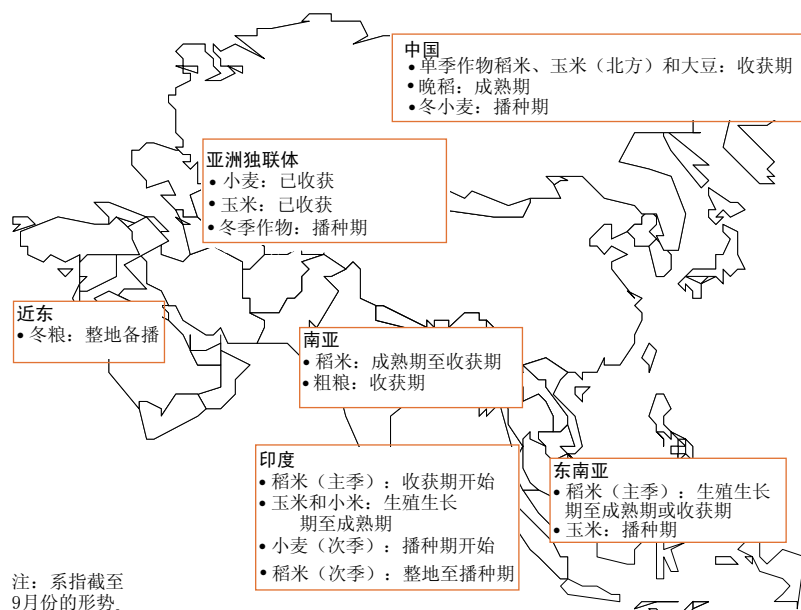 中国
• 单季作物稻米、玉米（北方）和大豆：收获期
• 晚稻：成熟期
• 冬小麦：播种期
亚洲独联体
• 小麦：已收获
• 玉米：已收获
• 冬季作物：播种期
近东
• 冬粮：整地备播
南亚
• 稻米：成熟期至收获期
• 粗粮：收获期
印度
• 稻米（主季）：收获期开始
• 玉米和小米：生殖生长
期至成熟期
• 小麦（次季）：播种期开始
• 稻米（次季）：整地至播种期
东南亚
• 稻米（主季）：生殖生长
期至成熟期或收获期
• 玉米：播种期
注：系指截至
9月份的形势.